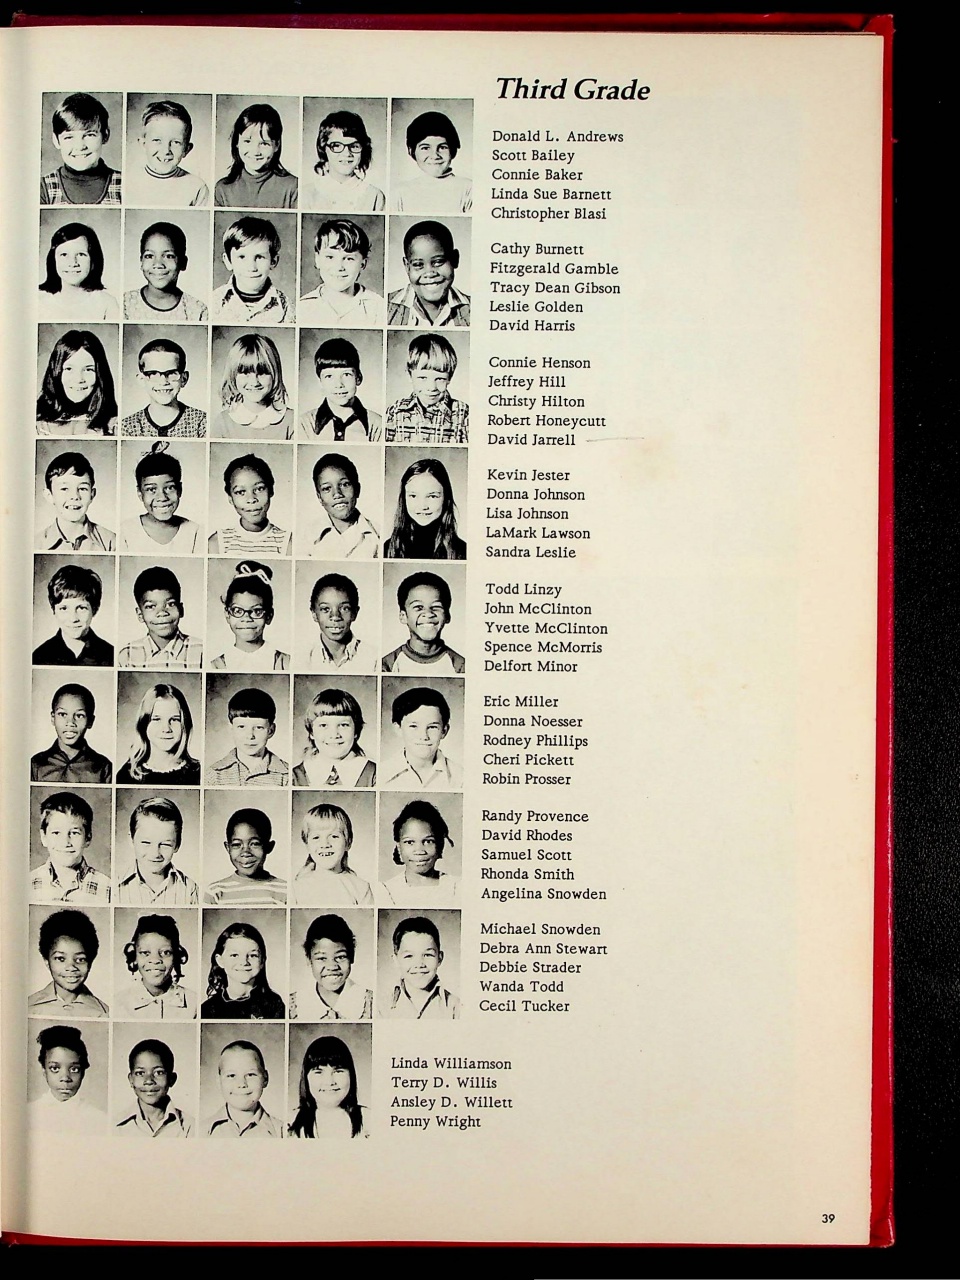 Third Grade
Donald L. Andrews
Scott Bailey
Connie Baker
Linda Sue Barnett
Christopher Blasi
Cathy Burnett
Fitzgerald Gamble
Tracy Dean Gibson
Leslie Golden
David Harris
Connie Henson
Jeffrey Hill
Christy Hilton
Robert Honeycutt
David Jarrell
Kevin Jester
Donna Johnson
Lisa Johnson
LaMark Lawson
Sandra Leslie
Todd Linzy
John McClinton
Yvette McClinton
Spence McMorris
Delfort Minor
Eric Miller
Donna Noesser
Rodney Phillips
Cheri Pickett
Robin Prosser
Randy Provence
David Rhodes
Samuel Scott
Rhonda Smith
Angelina Snowden
Michael Snowden
Debra Ann Stewart
Debbie Strader
Wanda Todd
Cecil Tucker
Linda Williamson
Terry D. Willis
Ansley D. Willett
Penny Wright
39